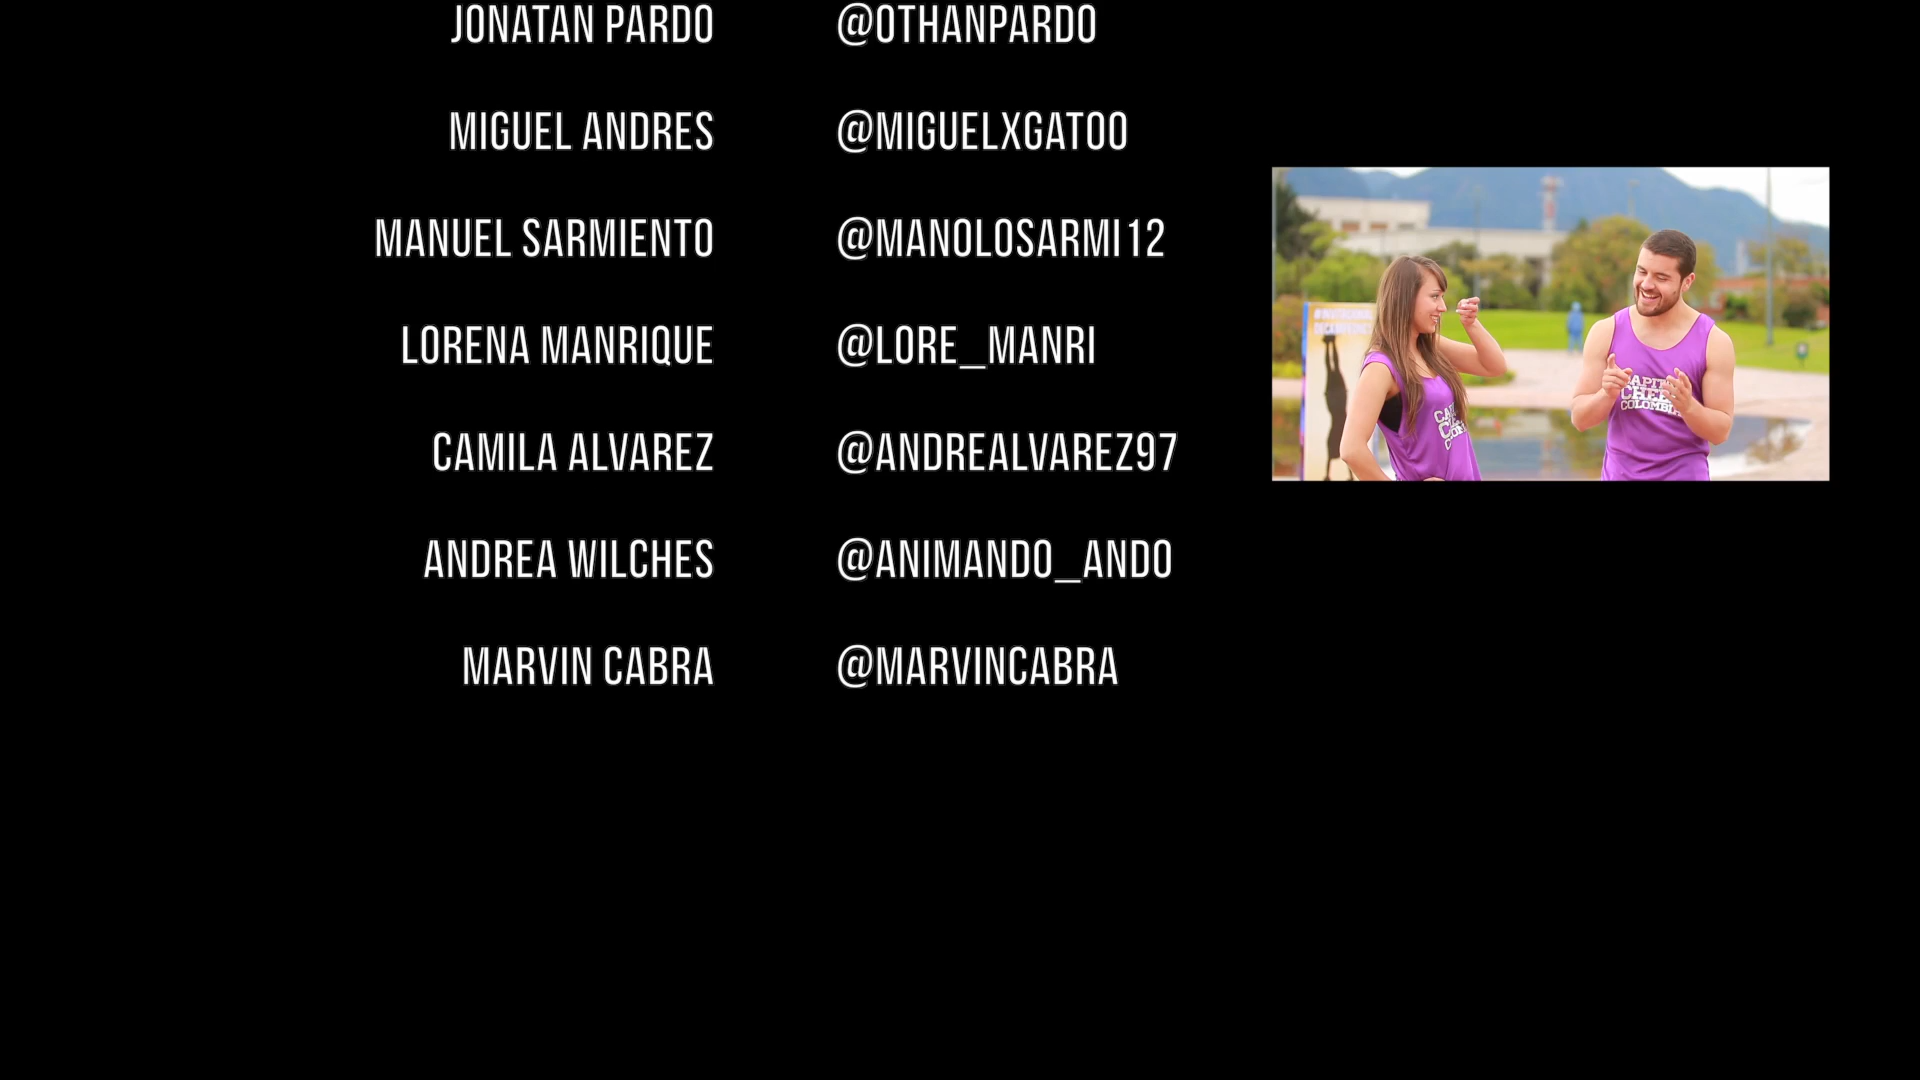 JONATAN PARDO @OTHANPARDO
MIGUEL ANDRES @MIGUELXGATOO
MANUEL SARMIENTO @MANOLOSARMI12
LORENA MANRIQUE @LORE_MANRI
CAMILA ALVAREZ @ANDREALVAREZ97
ANDREA WILCHES @ANIMANDO_ANDO
MARVIN CABRA @MARVINCABRA
COLOMBIA